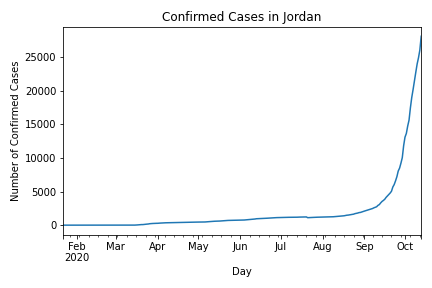 Confirmed Cases in Jordan
25000
20000
15000
10000
5000
0
Number of Confirmed Cases
Feb Mar Apr May Jun Jul Aug Sep Oct
2020
Day